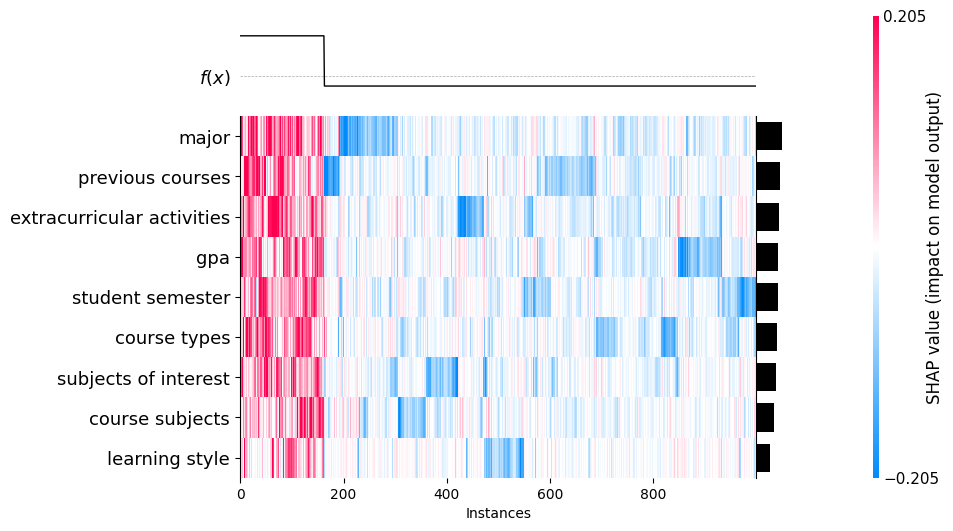 0.205
f(x)
major
previous courses
extracurricular activities
gpa
student semester
course types
subjects of interest
course subjects
learning style
SHAP value (impact on model output)
−0.205
0 200 400 600 800
Instances